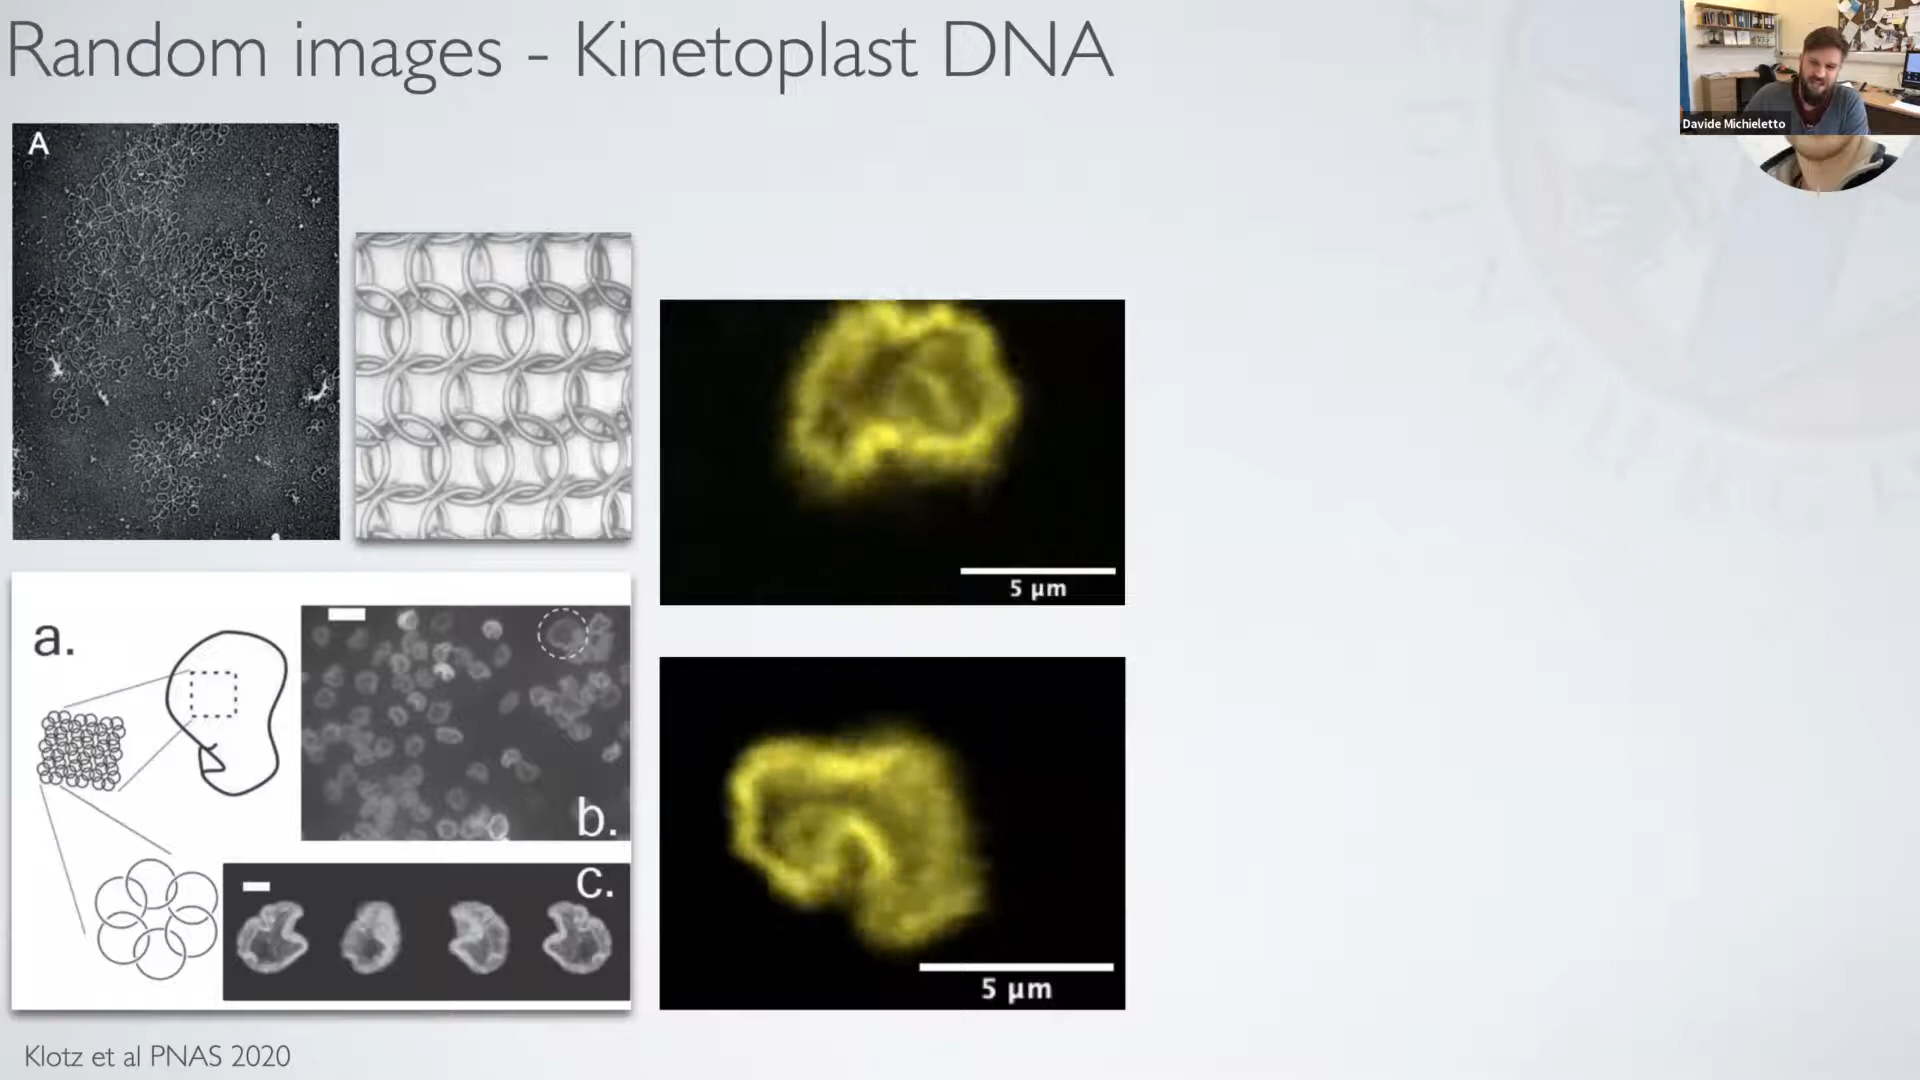 Random images - Kinetoplast DNA
Davide Michieletto
A
5 µm
a.
b.
c.
5 µm
Klotz et al PNAS 2020